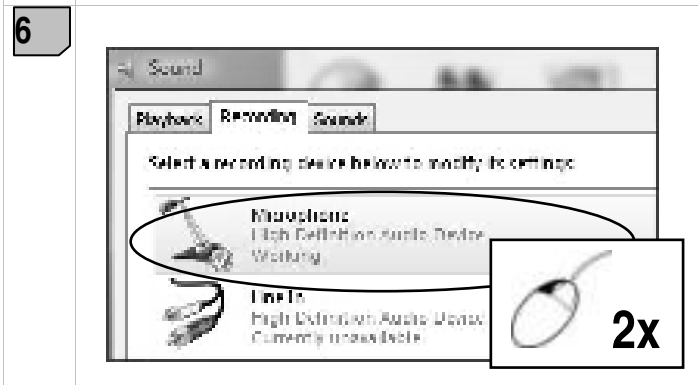 6
Sound
Playback Recording Sounds
Select a recording device below to modify its settings:
Microphone
High Definition Audio Device
Working
Line In
High Definition Audio Device
Currently unavailable
2x